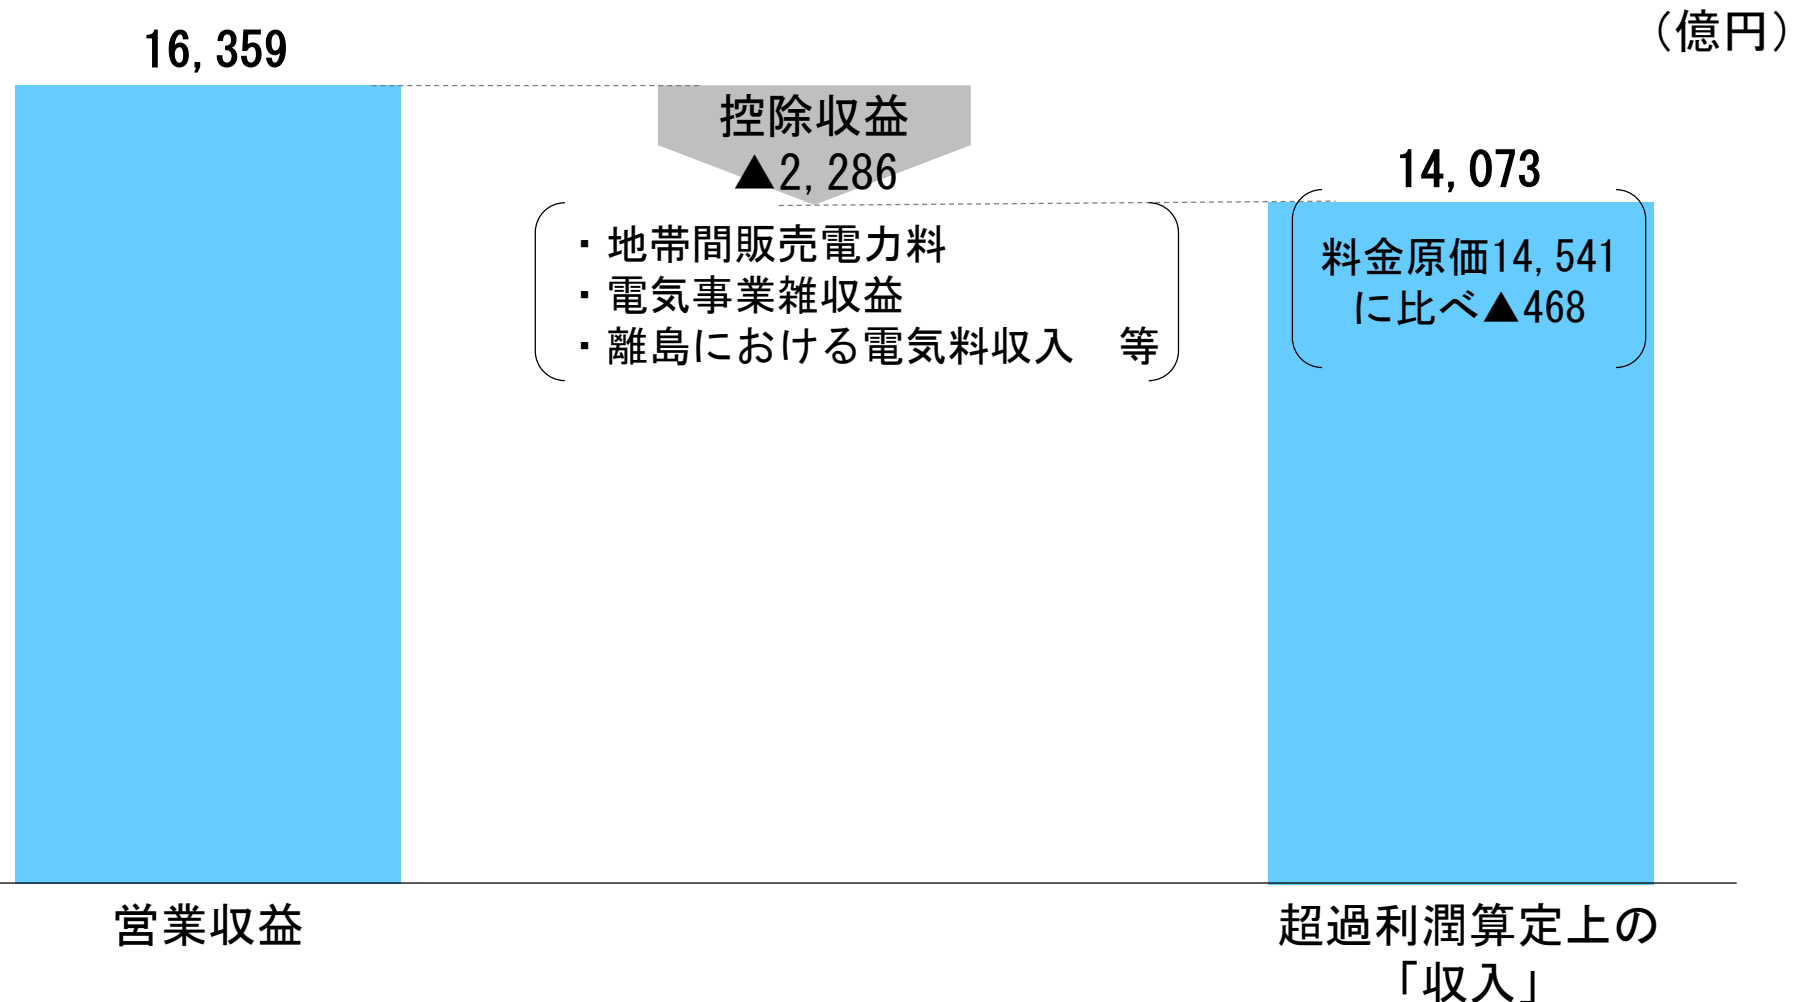 （億円）
16,359
控除収益
▲2,286
14,073
・地帯間販売電力料
・電気事業雑収益
・離島における電気料収入　等
料金原価14,541
に比べ▲468
営業収益
超過利潤算定上の
「収入」